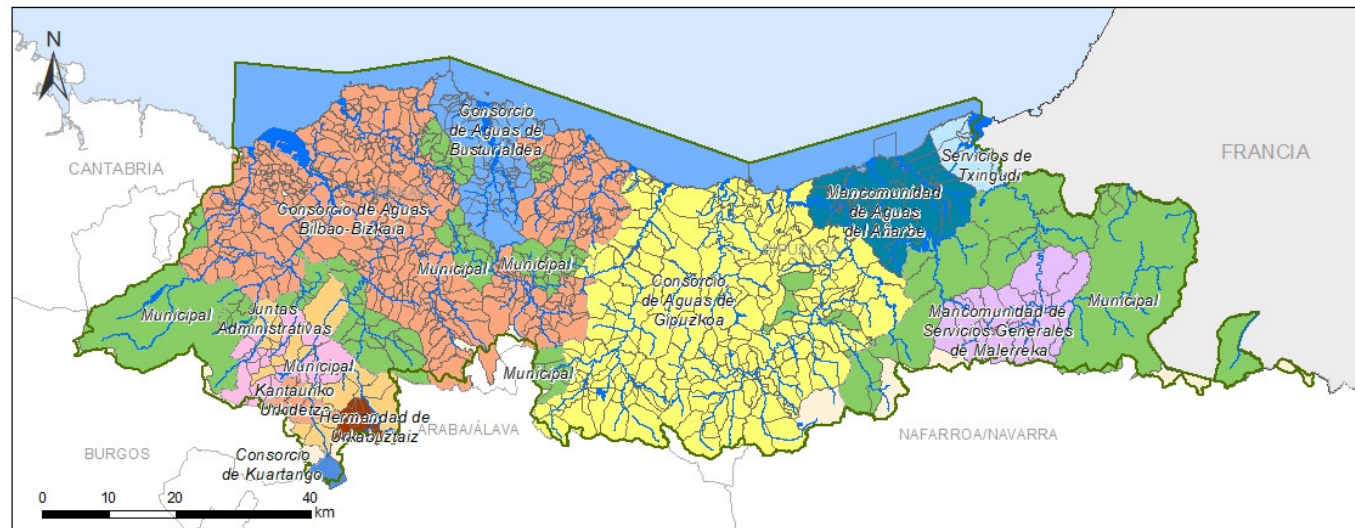 N
CANTABRIA
FRANCIA
Consorcio
de Aguas de
Busturialdea
Servicios de
Txingudi
Consorcio de Aguas
Bilbao-Bizkaia
Mancomunidad
de Aguas
del Añarbe
GIPUZKOA
Municipal
Municipal
Municipal
Juntas
Administrativas
Consorcio
de Aguas de
Gipuzkoa
Mancomunidad de
Servicios Generales
de Malerreka
Municipal
Municipal
Municipal
Kantauriko
Urkidetza
Hermandad de
Urkabuztaiz
ARABA/ÁLAVA
NAFARROA/NAVARRA
BURGOS
Consorcio
de Kuartango
0 10 20 40
km